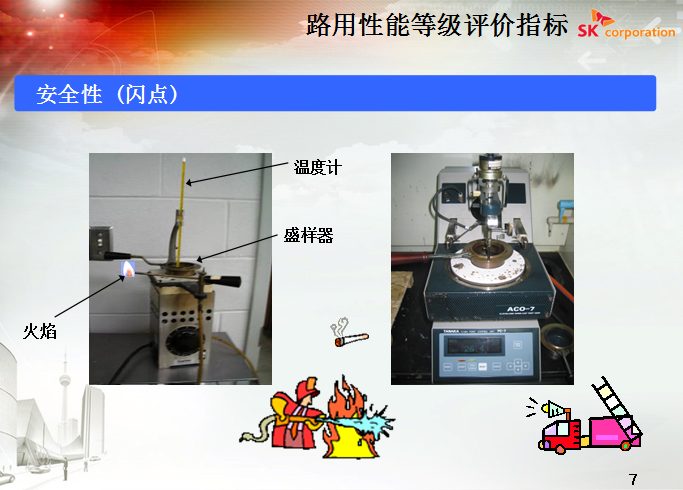 路用性能等级评价指标
SK corporation
安全性 (闪点)
温度计
盛样器
火焰
ACO-7
TANAKA
7